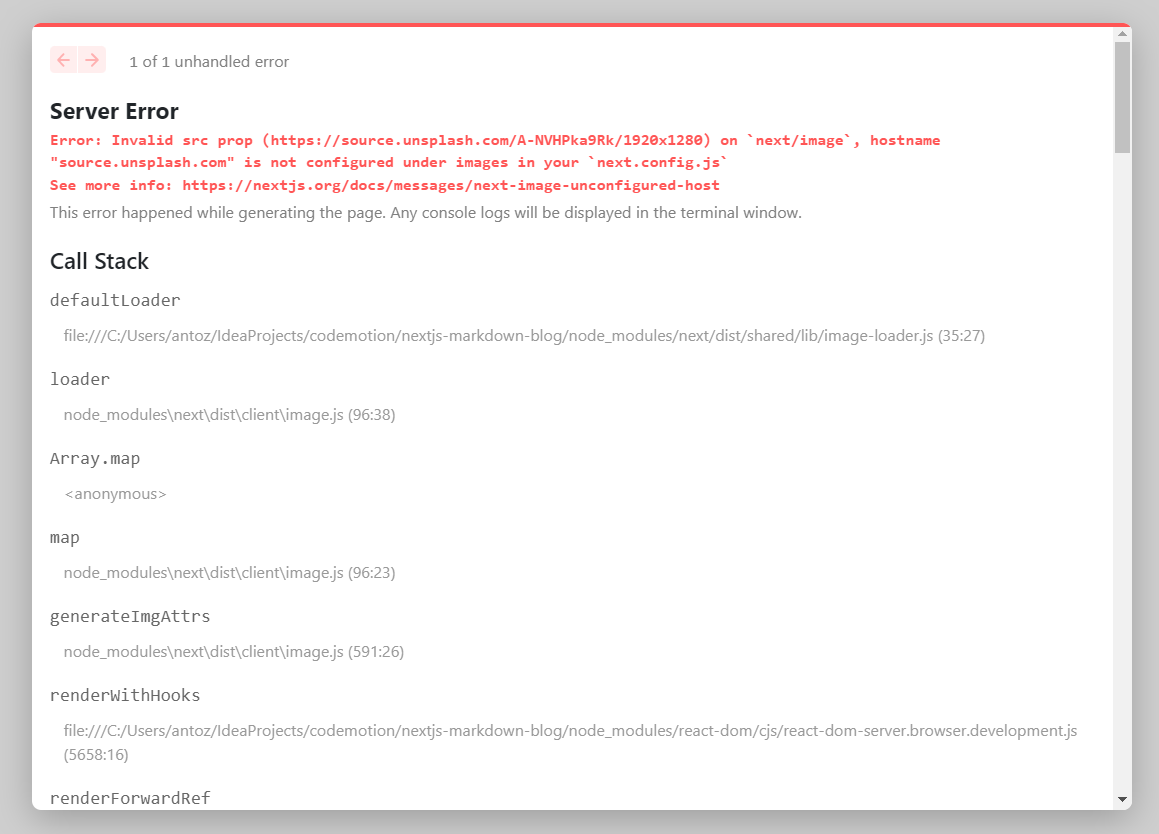 1 of 1 unhandled error
Server Error
Error: Invalid src prop (https://source.unsplash.com/A-NVHPka9Rk/1920x1280) on `next/image`, hostname
"source.unsplash.com" is not configured under images in your `next.config.js`
See more info: https://nextjs.org/docs/messages/next-image-unconfigured-host
This error happened while generating the page. Any console logs will be displayed in the terminal window.
Call Stack
defaultLoader
file:///C:/Users/antoz/IdeaProjects/codemotion/nextjs-markdown-blog/node_modules/next/dist/shared/lib/image-loader.js (35:27)
loader
node_modules\next\dist\client\image.js (96:38)
Array.map
<anonymous>
map
node_modules\next\dist\client\image.js (96:23)
generateImgAttrs
node_modules\next\dist\client\image.js (591:26)
renderWithHooks
file:///C:/Users/antoz/IdeaProjects/codemotion/nextjs-markdown-blog/node_modules/react-dom/cjs/react-dom-server.browser.development.js
(5658:16)
renderForwardRef